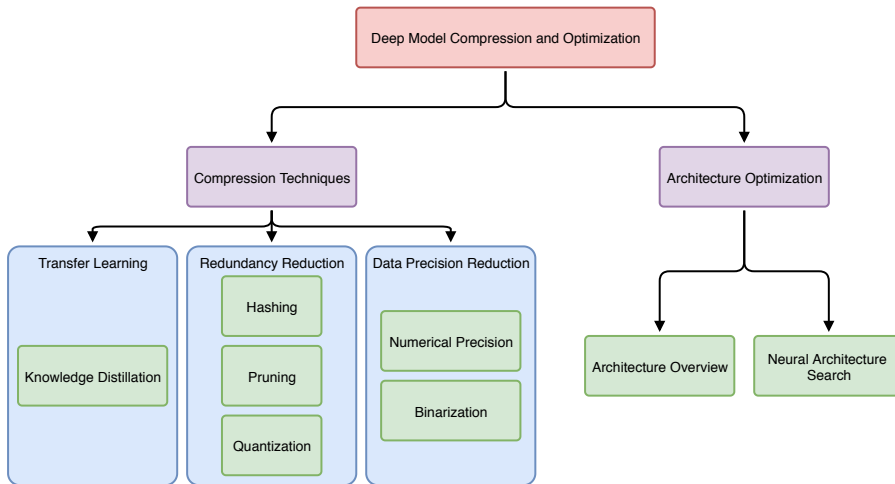 Deep Model Compression and Optimization
Compression Techniques
Architecture Optimization
Transfer Learning
Redundancy Reduction
Data Precision Reduction
Knowledge Distillation
Hashing
Pruning
Quantization
Numerical Precision
Binarization
Architecture Overview
Neural Architecture
Search